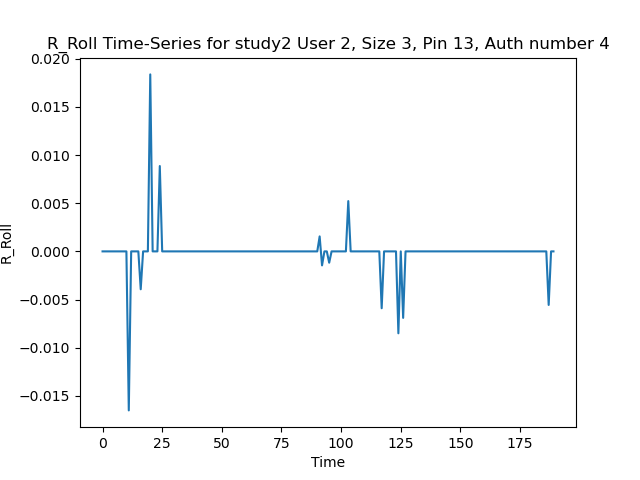 R_Roll Time-Series for study2 User 2, Size 3, Pin 13, Auth number 4
0.020
0.015
0.010
0.005
0.000
−0.005
−0.010
−0.015
R_Roll
0 25 50 75 100 125 150 175
Time